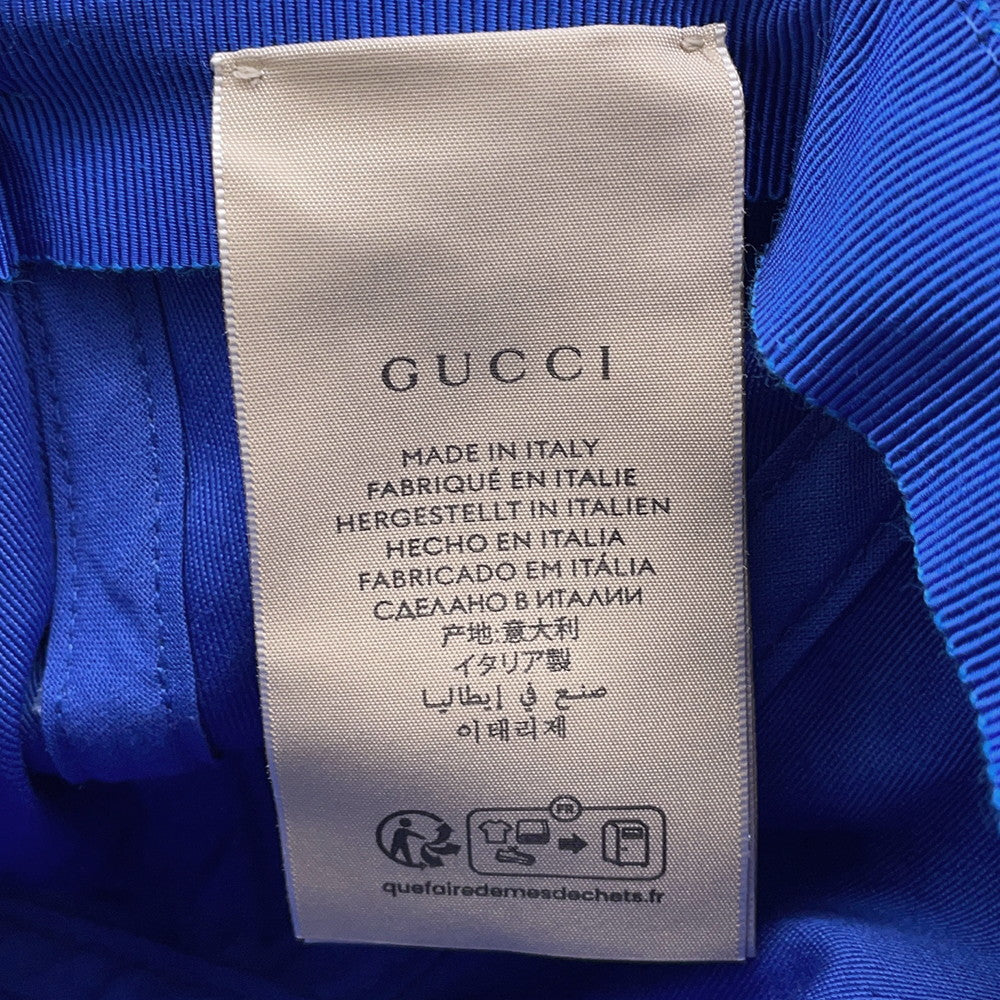 GUCCI
MADE IN ITALY
FABRIQUÉ EN ITALIE
HERGESTELLT IN ITALIEN
HECHO EN ITALIA
FABRICADO EM ITÁLIA
СДЕЛАНО В ИТАЛИИ
产地:意大利
イタリア製
صنع في إيطاليا
이태리제
FR
quefairedemesdechets.fr